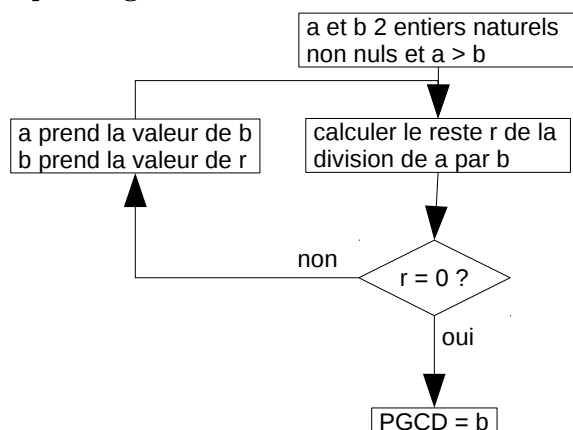 a et b 2 entiers naturels
non nuls et a > b
a prend la valeur de b
b prend la valeur de r
calculer le reste r de la
division de a par b
non
r = 0 ?
oui
PGCD = b